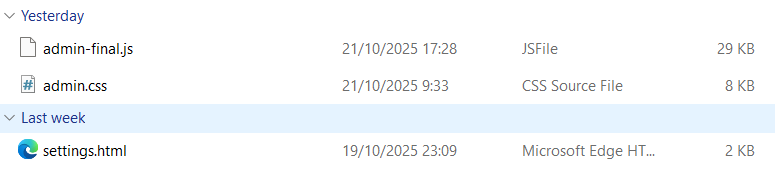 Yesterday
admin-final.js 21/10/2025 17:28 JSFile 29 KB
admin.css 21/10/2025 9:33 CSS Source File 8 KB
Last week
settings.html 19/10/2025 23:09 Microsoft Edge HT... 2 KB